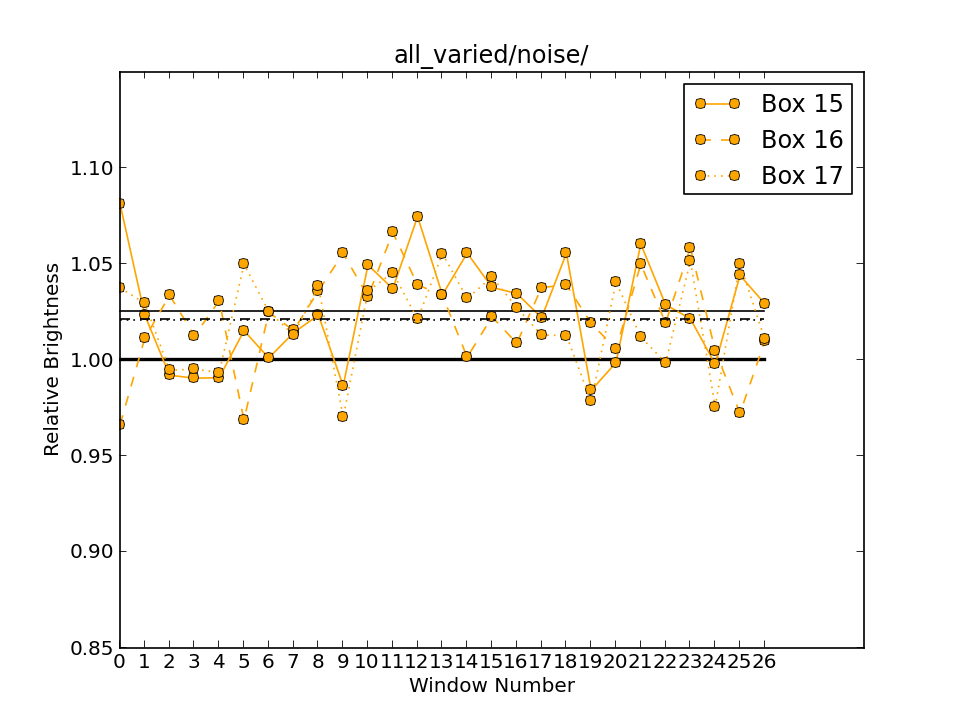 all_varied/noise/
Box 15
Box 16
Box 17
Relative Brightness
1.10
1.05
1.00
0.95
0.90
0.85
0 1 2 3 4 5 6 7 8 9 10 11 12 13 14 15 16 17 18 19 20 21 22 23 24 25 26
Window Number